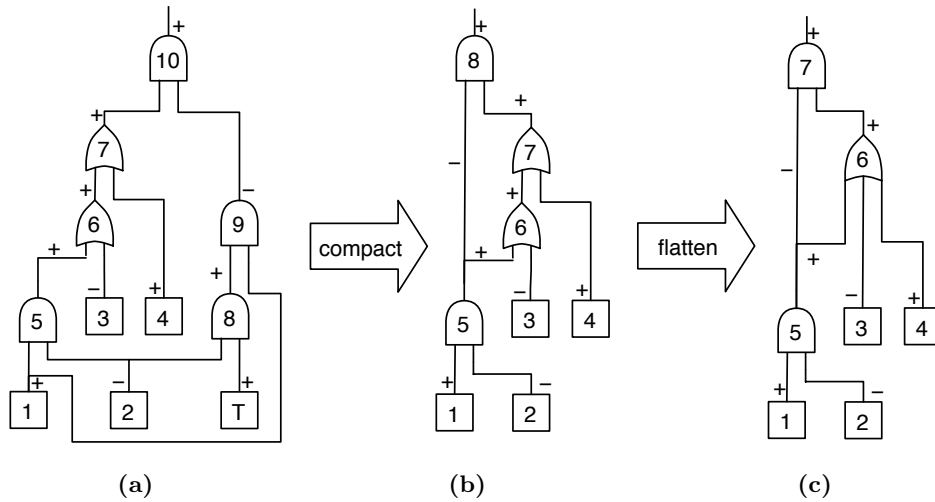 + + +
10 8 7
+ + +
7 7 6
+ − − + −
6 9 6
+ compact flatten
+ + +
− + − + − +
5 3 4 8 5 3 4 5 3 4
+ − + + − + −
1 2 T 1 2 1 2
(a) (b) (c)